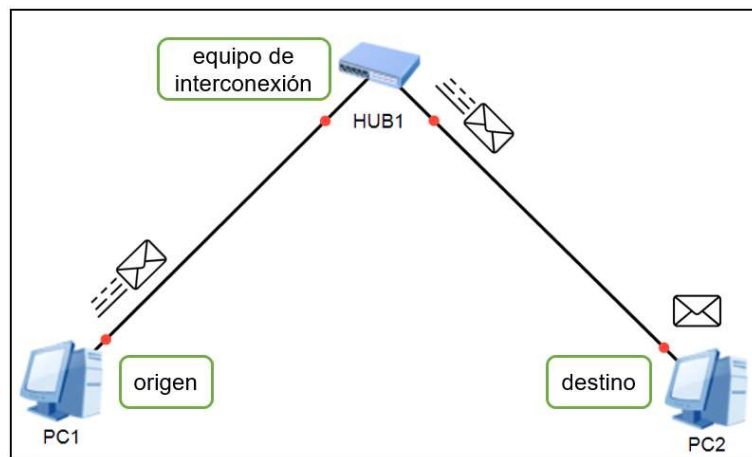 equipo de
interconexión
HUB1
origen
destino
PC1
PC2